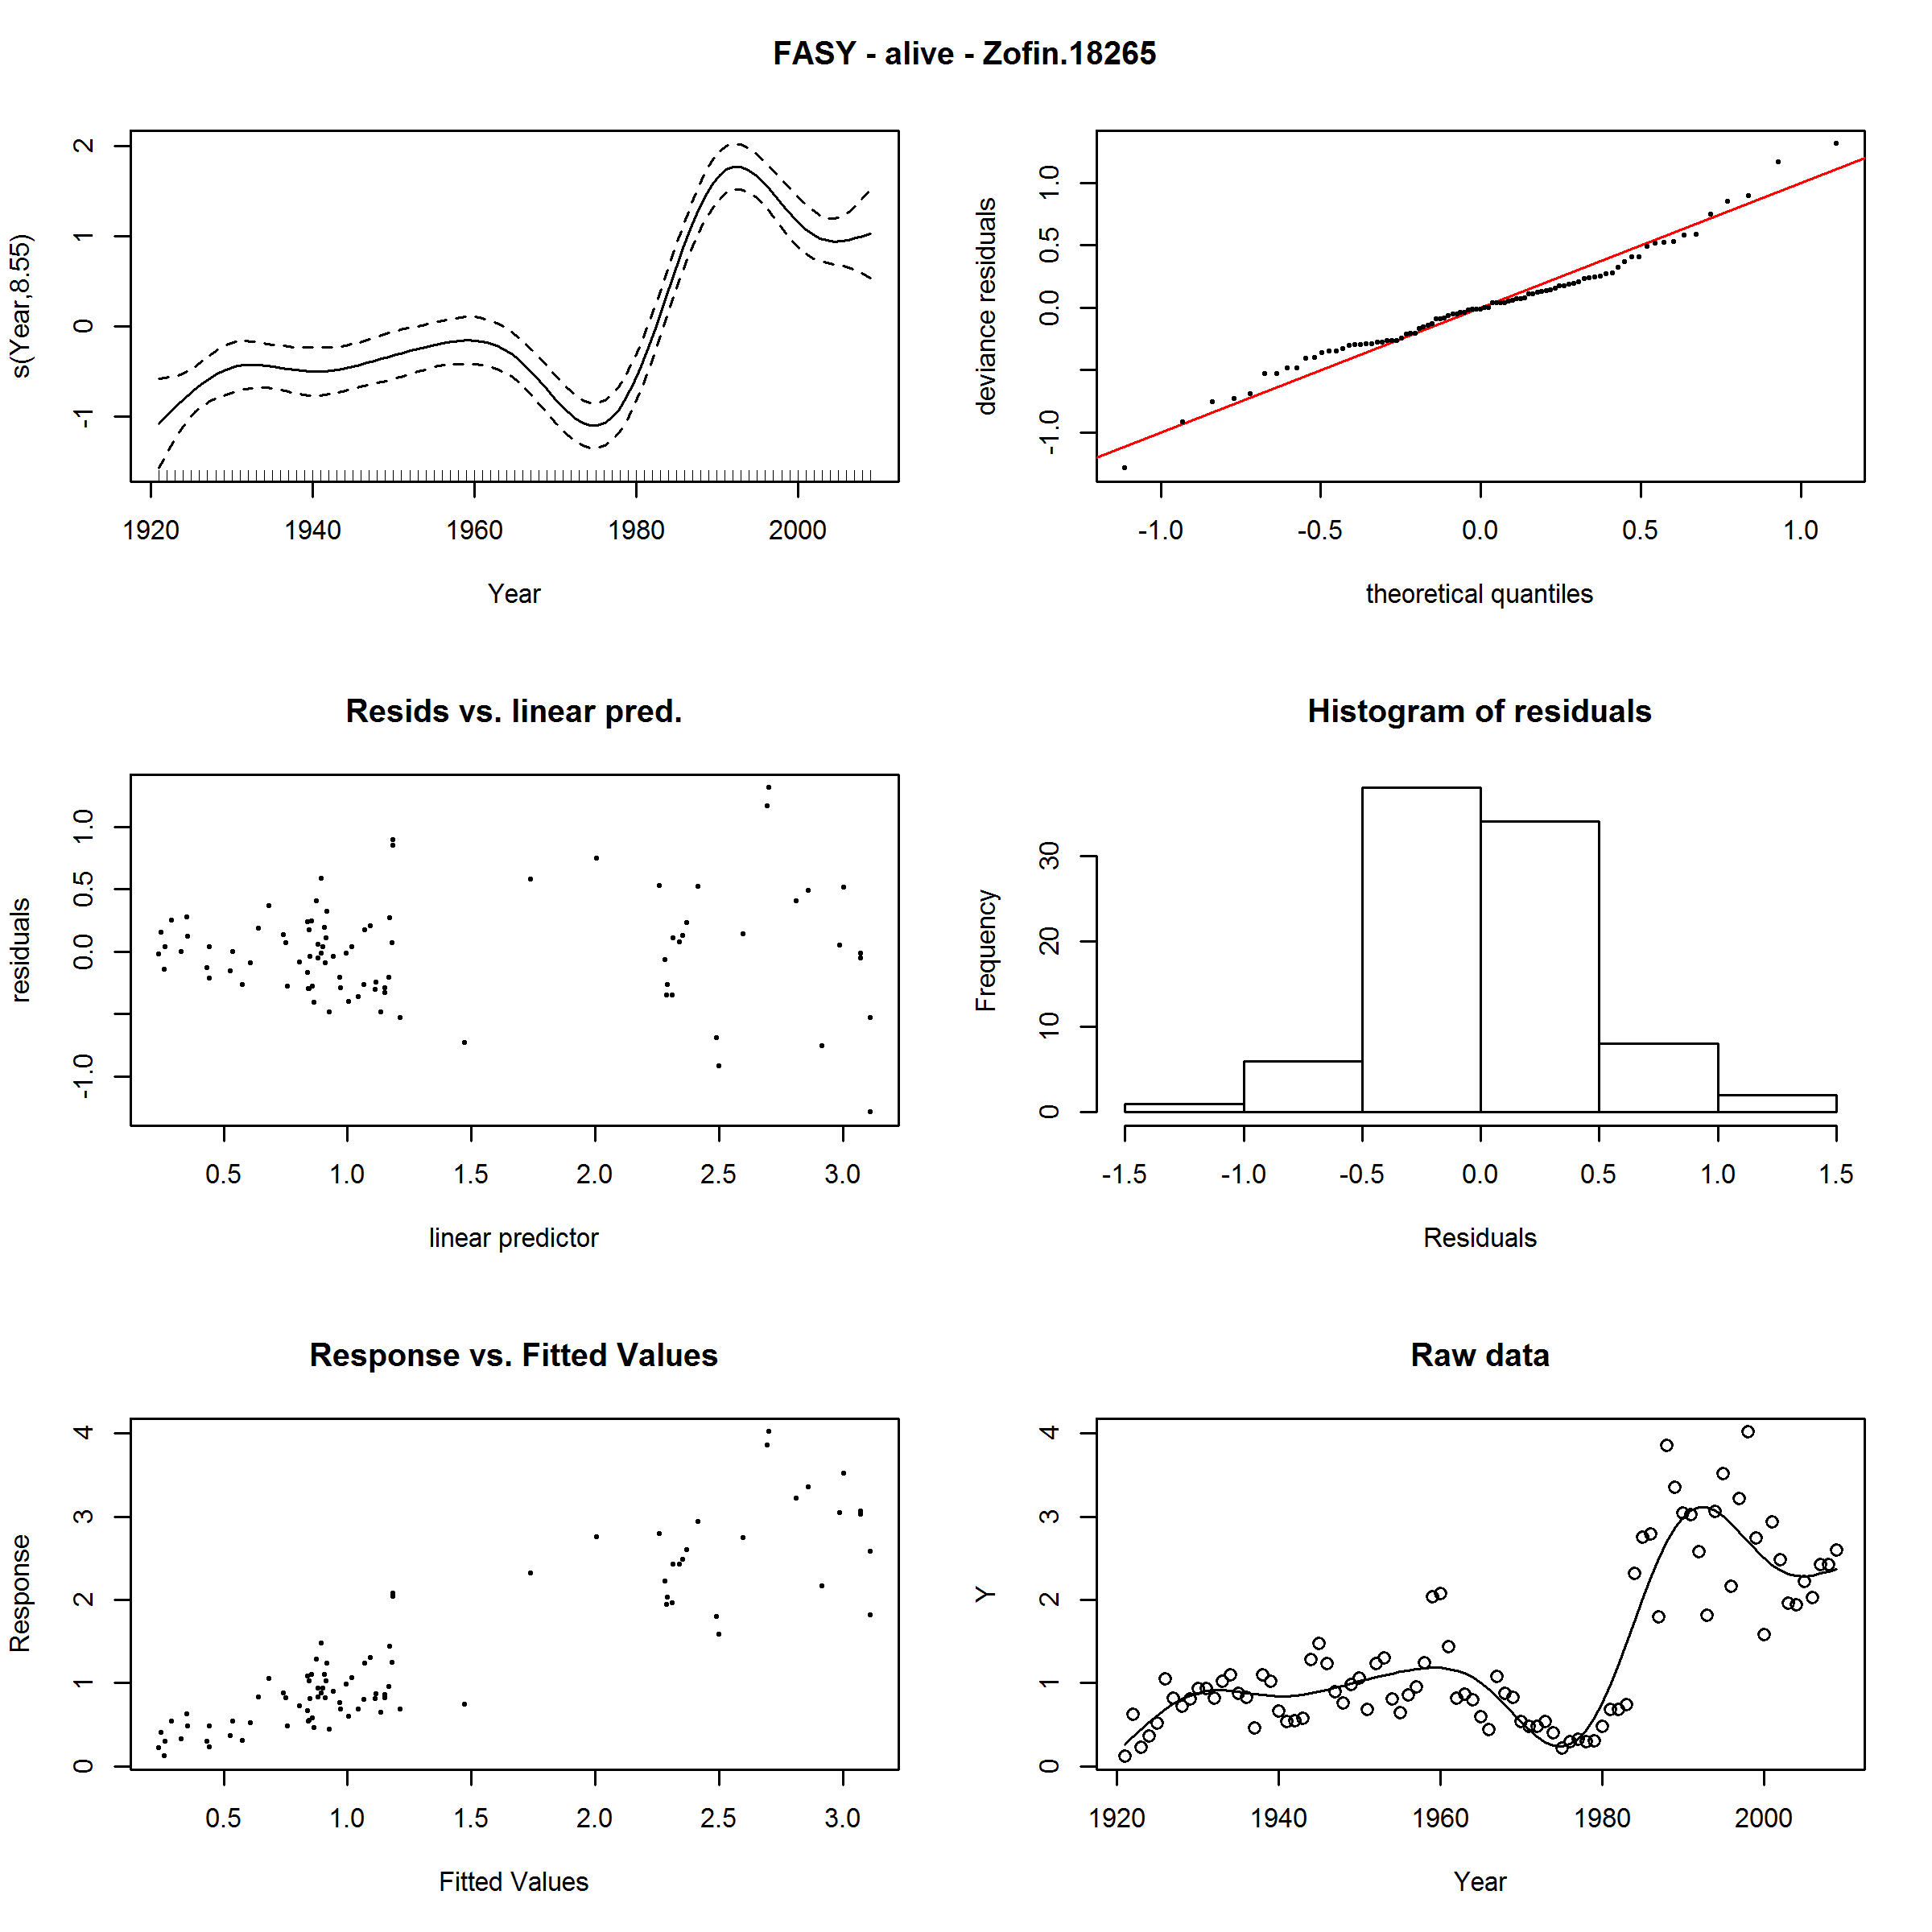 FASY - alive - Zofin.18265
s(Year,8.55)
2
1
0
-1
1920 1940 1960 1980 2000
Year
deviance residuals
1.0
0.5
0.0
-1.0
-1.0 -0.5 0.0 0.5 1.0
theoretical quantiles
Resids vs. linear pred.
residuals
1.0
0.5
0.0
-1.0
0.5 1.0 1.5 2.0 2.5 3.0
linear predictor
Histogram of residuals
Frequency
30
20
10
0
-1.5 -1.0 -0.5 0.0 0.5 1.0 1.5
Residuals
Response vs. Fitted Values
Response
4
3
2
1
0
0.5 1.0 1.5 2.0 2.5 3.0
Fitted Values
Raw data
Y
4
3
2
1
0
1920 1940 1960 1980 2000
Year